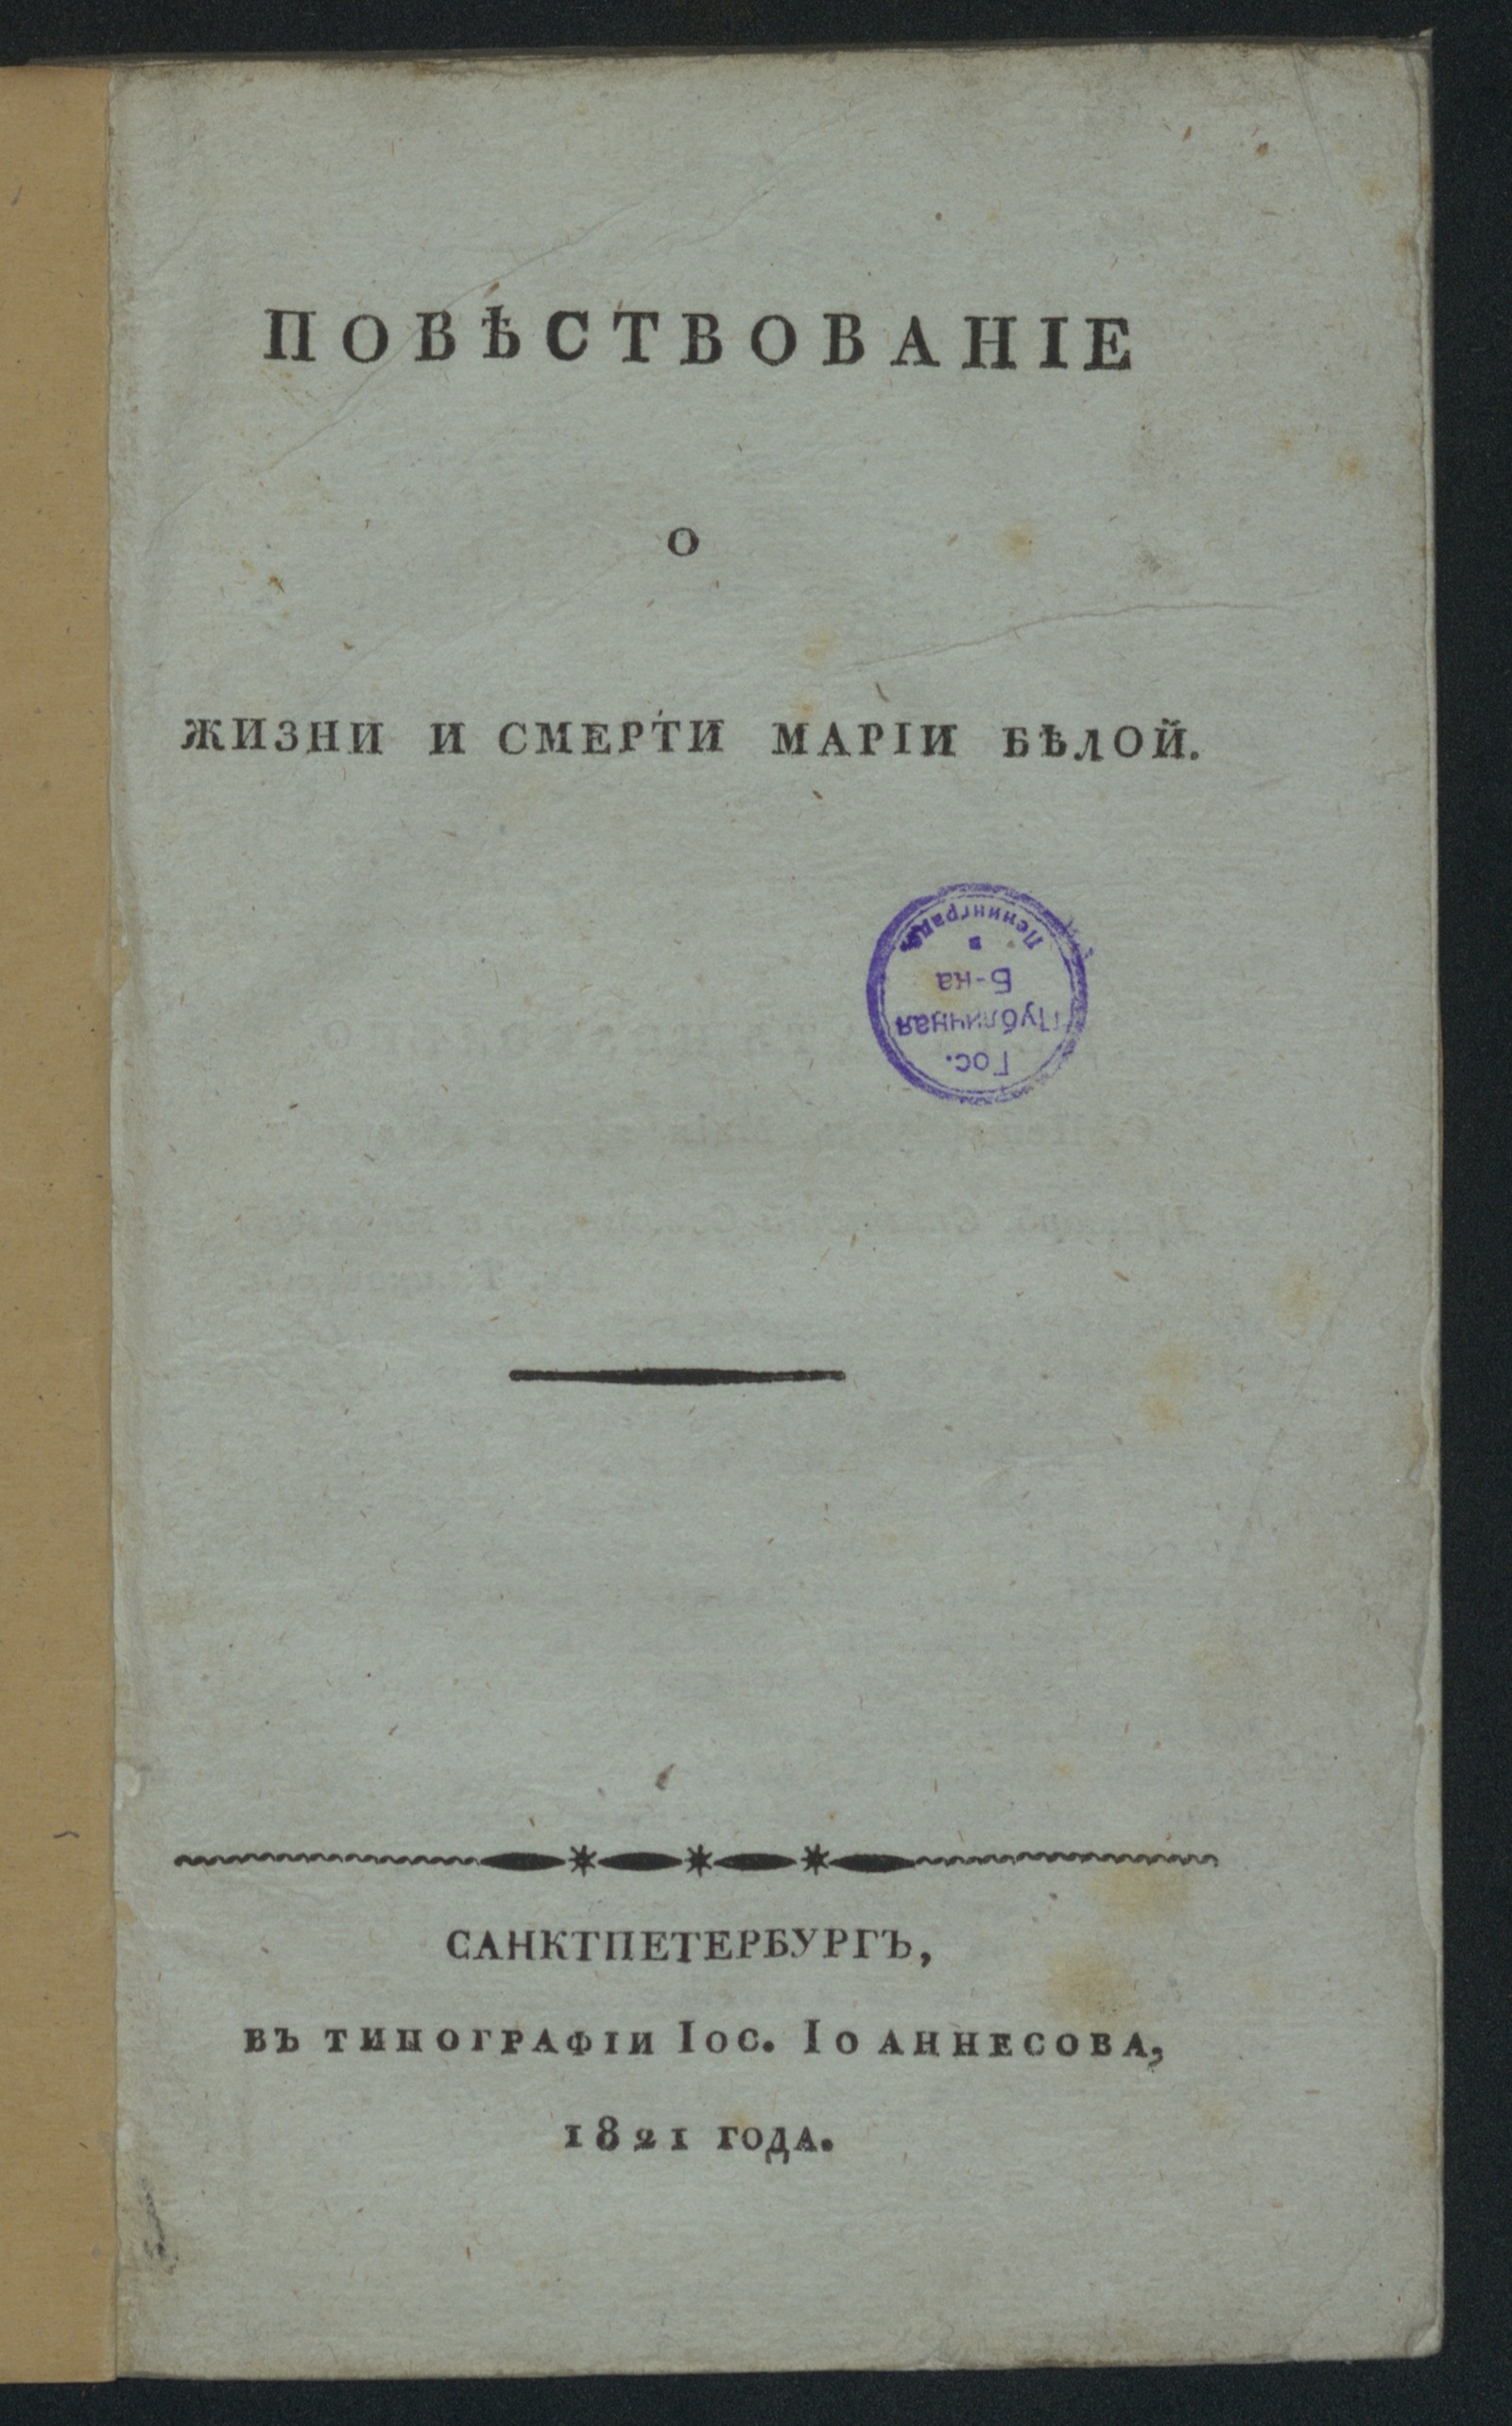 ПОВѢСТВОВАНІЕ
О
ЖИЗНИ И СМЕРТИ МАРІИ БѢЛОЙ.
Гос.
Публичная
Б-ка
в
Ленинграде
САНКТПЕТЕРБУРГЪ,
ВЪ ТИПОГРАФІИ Іос. Іоаннесова,
1821 ГОДА.